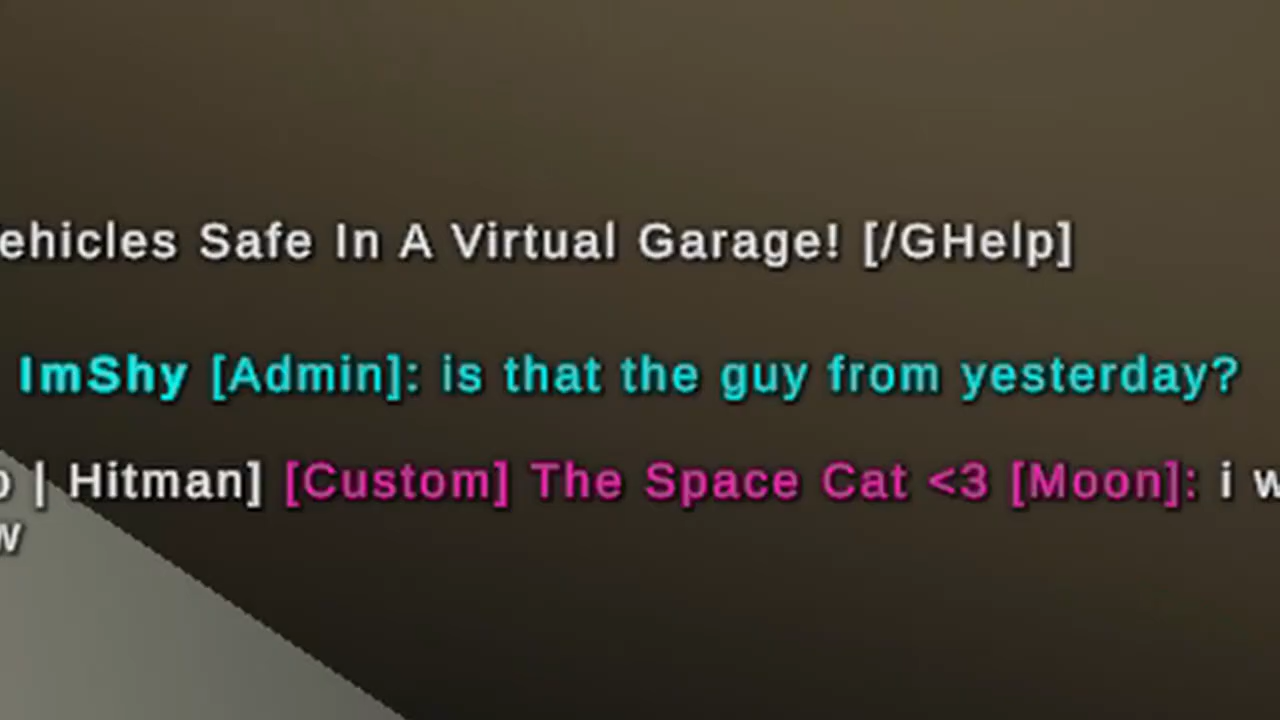 ehicles Safe In A Virtual Garage! [/GHelp]
ImShy [Admin]: is that the guy from yesterday?
| Hitman] [Custom] The Space Cat <3 [Moon]: i w
w